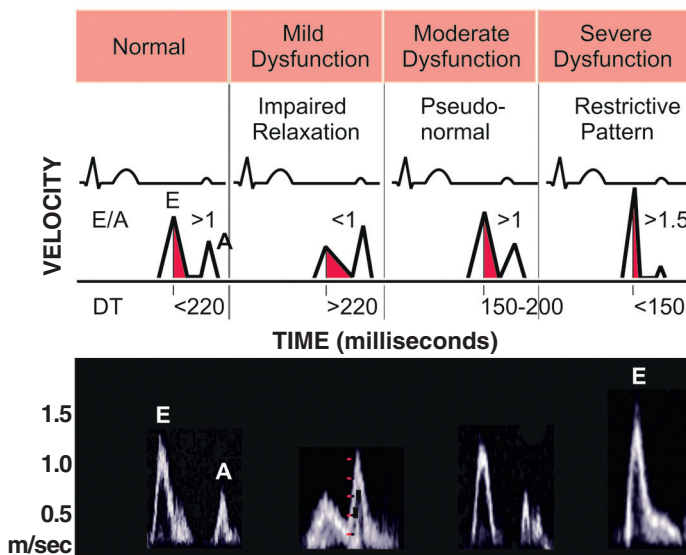 Normal
Mild
Dysfunction
Moderate
Dysfunction
Severe
Dysfunction
Impaired
Relaxation
Pseudo-
normal
Restrictive
Pattern
VELOCITY
E/A
E
>1
A
<1
>1
>1.5
DT
<220
>220
150-200
<150
TIME (milliseconds)
1.5
1.0
0.5
m/sec
E
A
E